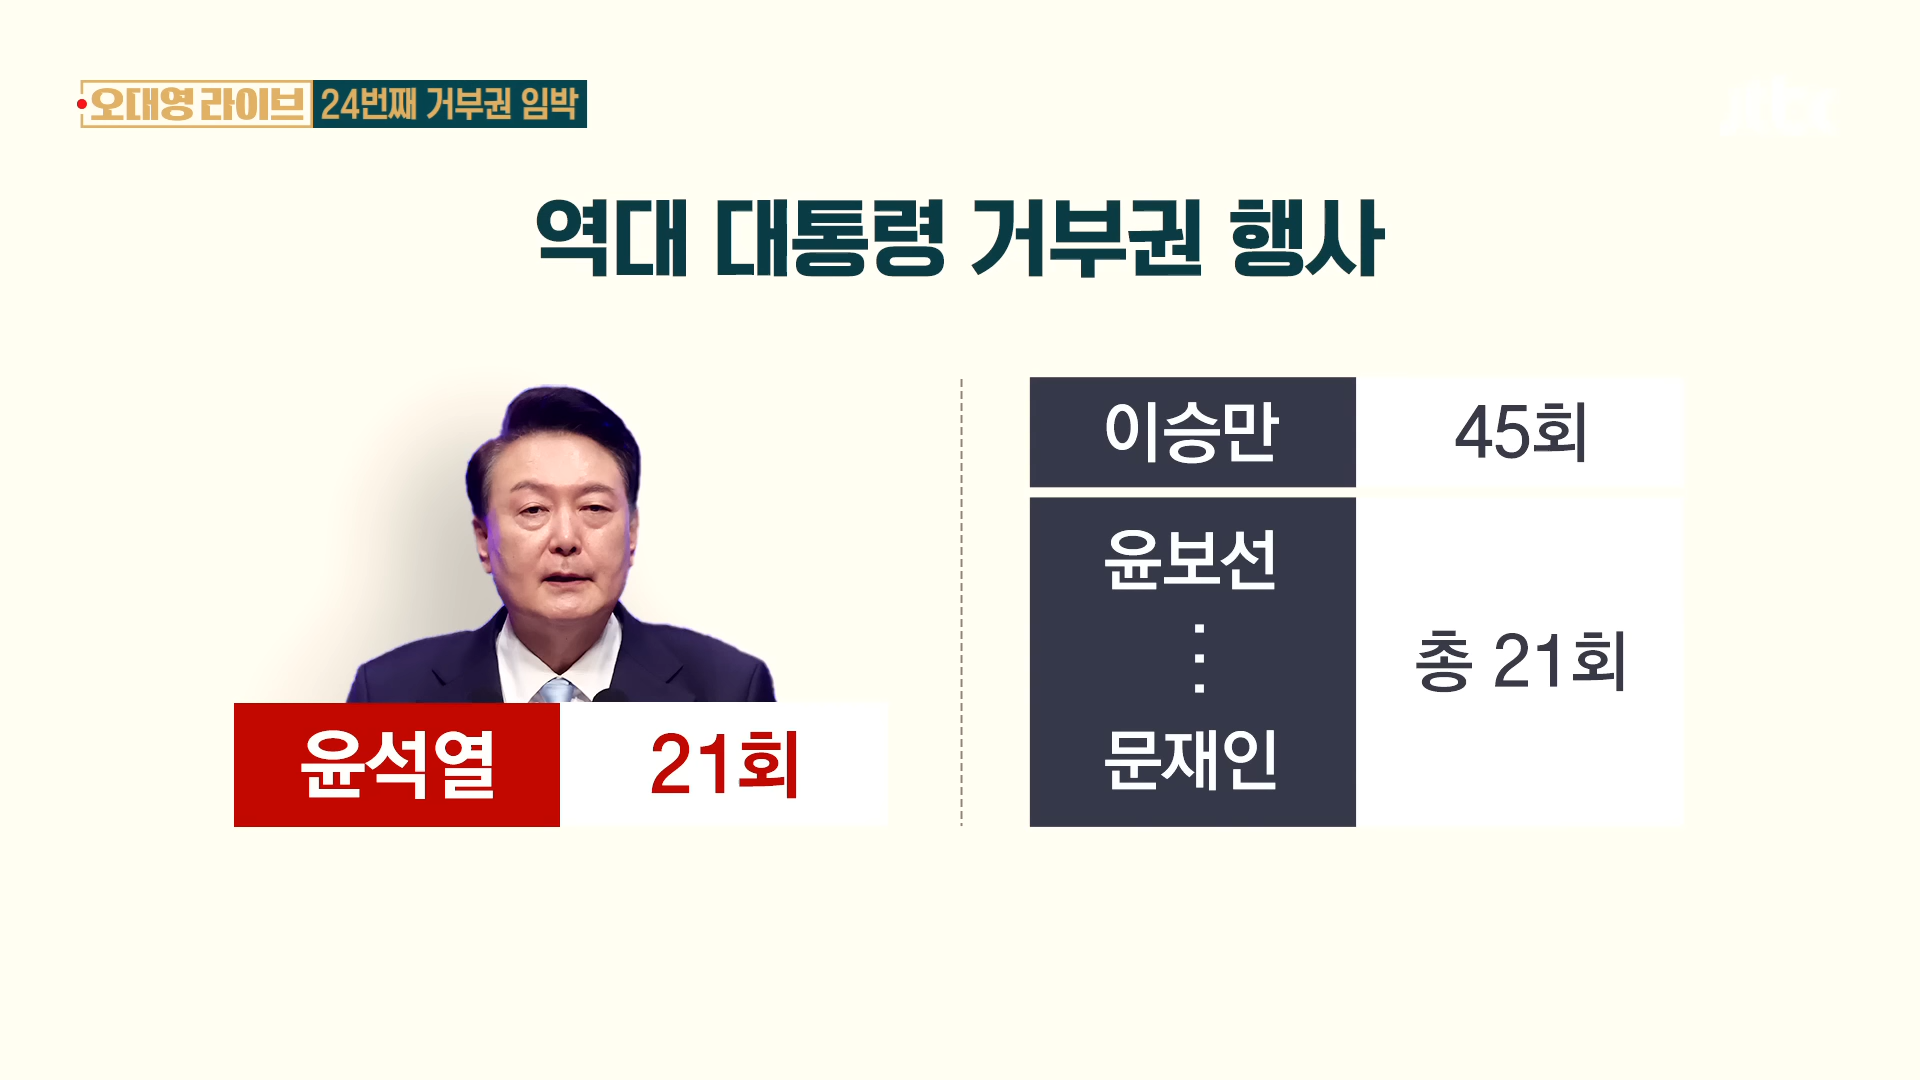 오대영 라이브 24번째 거부권 임박
jtbc
역대 대통령 거부권 행사
윤석열 21회
이승만 45회
윤보선
⋮
문재인
총 21회